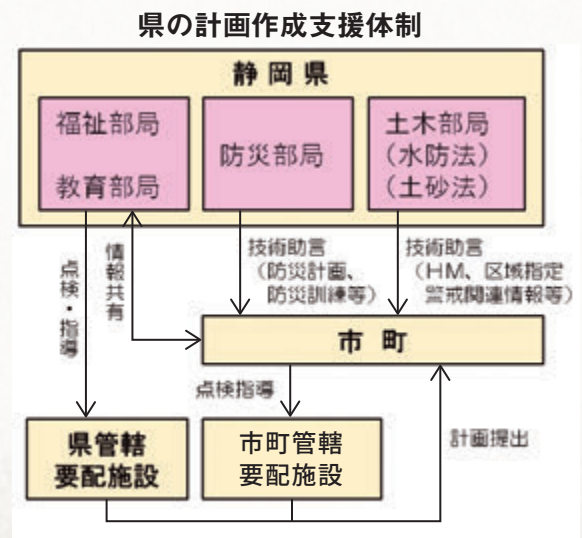 県の計画作成支援体制
静岡県
福祉部局
教育部局
防災部局
土木部局
（水防法）
（土砂法）
点検・指導
情報共有
技術助言
（防災計画、
防災訓練等）
技術助言
（HM、区域指定
警戒関連情報等）
市町
点検指導
計画提出
県管轄
要配施設
市町管轄
要配施設